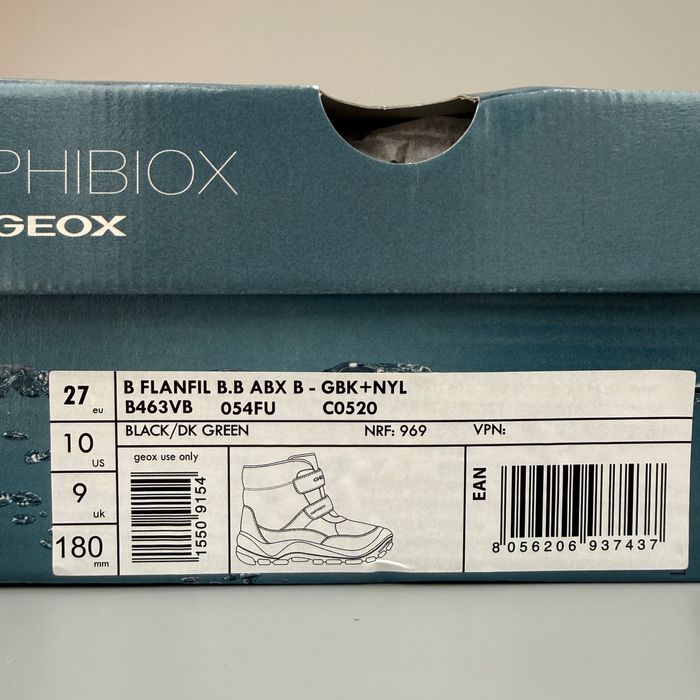 PHIBIOX
GEOX
27 eu
10 us
9 uk
180 mm
B FLANFIL B.B ABX B - GBK+NYL
B463VB 054FU C0520
BLACK/DK GREEN NRF: 969 VPN:
geox use only
1550 9154
EAN
8 056206 937437